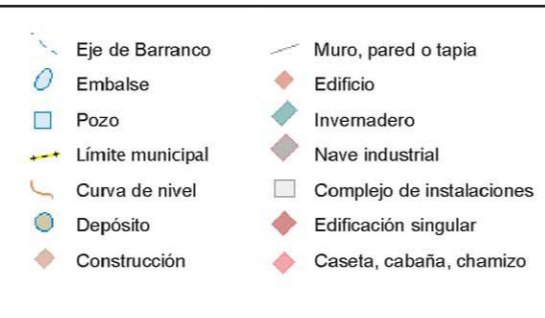 Eje de Barranco
Embalse
Pozo
Límite municipal
Curva de nivel
Depósito
Construcción
Muro, pared o tapia
Edificio
Invernadero
Nave industrial
Complejo de instalaciones
Edificación singular
Caseta, cabaña, chamizo